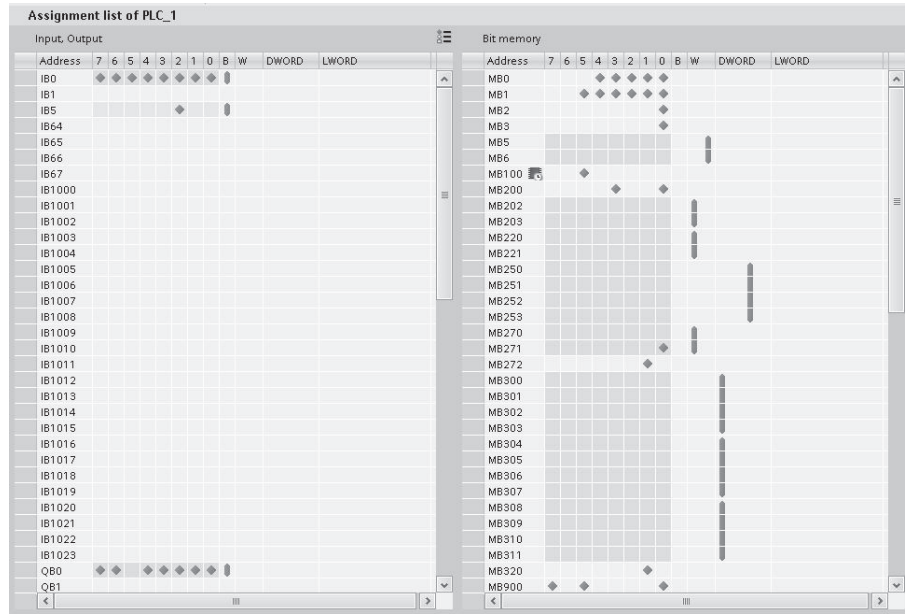 Assignment list of PLC_1
Input, Output
Address 7 6 5 4 3 2 1 0 B W DWORD LWORD
IB0
IB1
IB5
IB64
IB65
IB66
IB67
IB1000
IB1001
IB1002
IB1003
IB1004
IB1005
IB1006
IB1007
IB1008
IB1009
IB1010
IB1011
IB1012
IB1013
IB1014
IB1015
IB1016
IB1017
IB1018
IB1019
IB1020
IB1021
IB1022
IB1023
QB0
QB1
Bit memory
Address 7 6 5 4 3 2 1 0 B W DWORD LWORD
MB0
MB1
MB2
MB3
MB5
MB6
MB100
MB200
MB202
MB203
MB220
MB221
MB250
MB251
MB252
MB253
MB270
MB271
MB272
MB300
MB301
MB302
MB303
MB304
MB305
MB306
MB307
MB308
MB309
MB310
MB311
MB320
MB900